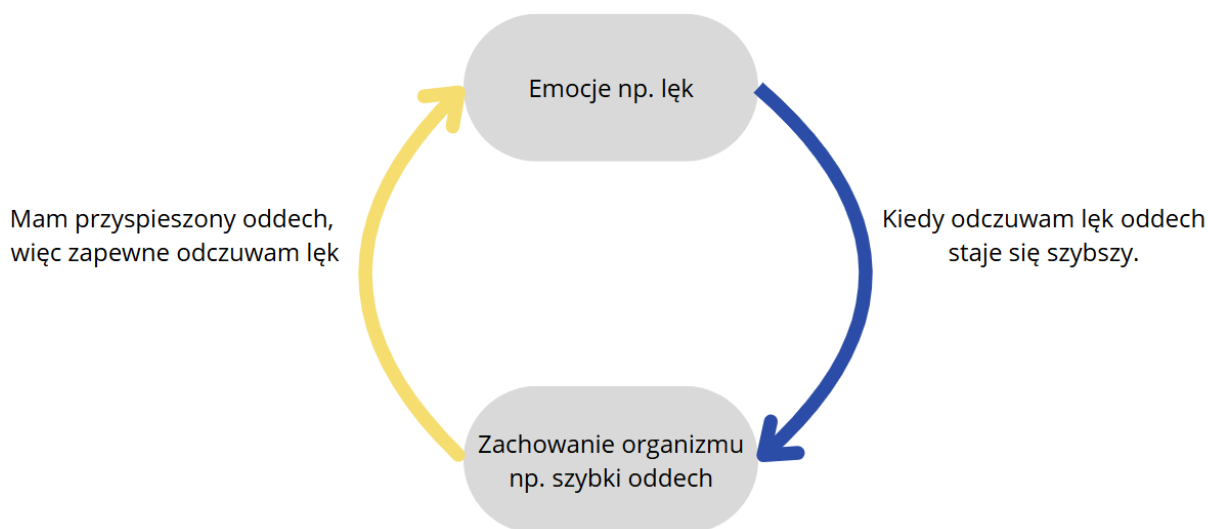 Emocje np. lęk
Mam przyspieszony oddech,
więc zapewne odczuwam lęk
Kiedy odczuwam lęk oddech
staje się szybszy.
Zachowanie organizmu
np. szybki oddech